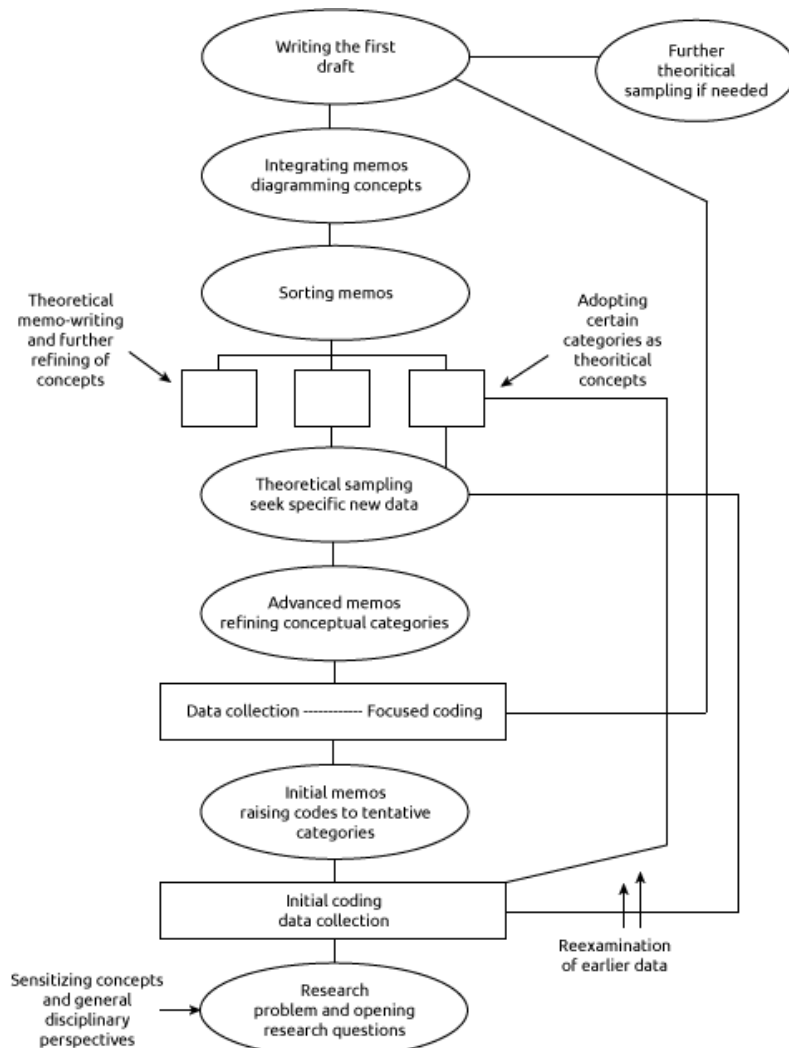 Writing the first
draft
Further
theoritical
sampling if needed
Integrating memos
diagramming concepts
Sorting memos
Theoretical
memo-writing
and further
refining of
concepts
Adopting
certain
categories as
theoritical
concepts
Theoretical sampling
seek specific new data
Advanced memos
refining conceptual categories
Data collection ------------ Focused coding
Initial memos
raising codes to tentative
categories
Initial coding
data collection
Reexamination
of earlier data
Sensitizing concepts
and general
disciplinary
perspectives
Research
problem and opening
research questions